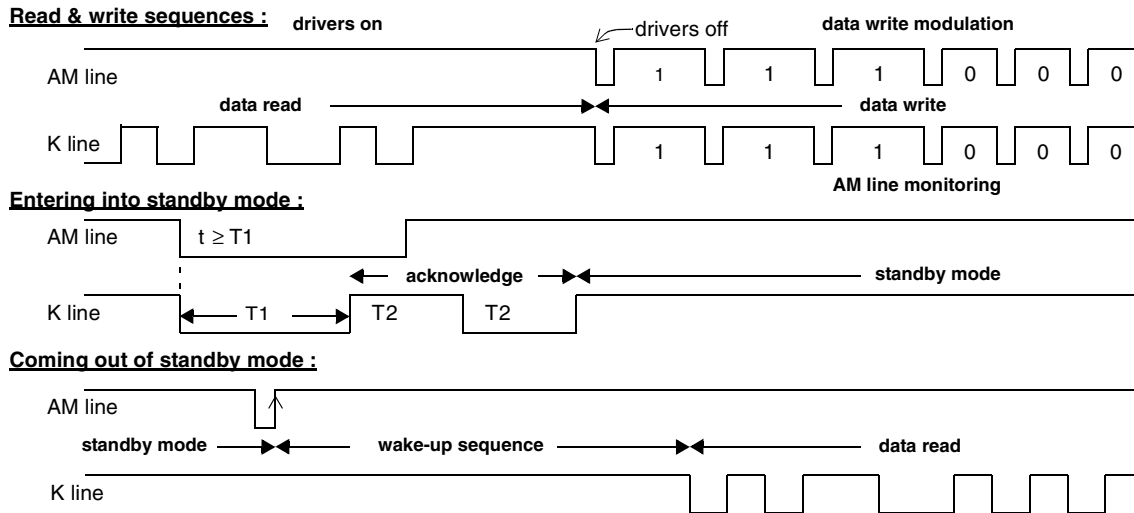 Read & write sequences : drivers on drivers off data write modulation
AM line 1 1 1 0 0 0 0
data read data write
K line 1 1 1 0 0 0 0
AM line monitoring
Entering into standby mode :
AM line t ≥ T1
acknowledge standby mode
K line T1 T2 T2
Coming out of standby mode :
AM line
standby mode wake-up sequence data read
K line